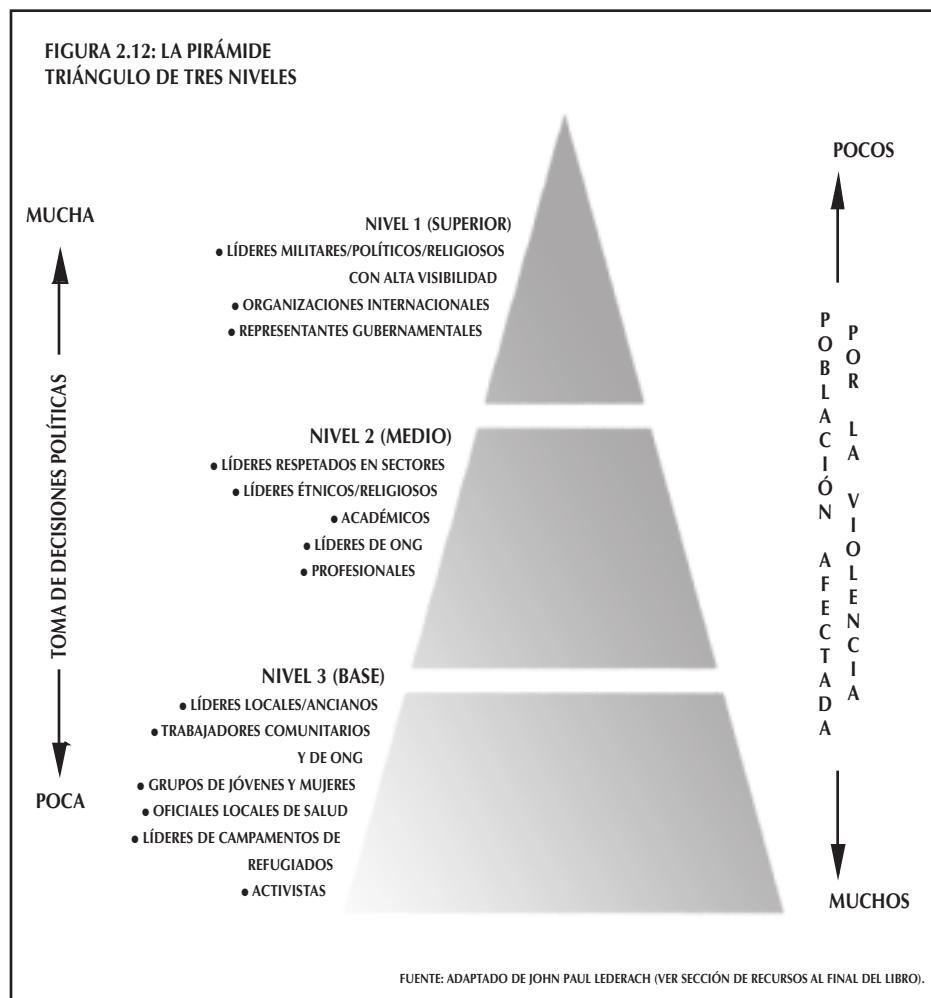 FIGURA 2.12: LA PIRÁMIDE
TRIÁNGULO DE TRES NIVELES
MUCHA
TOMA DE DECISIONES POLÍTICAS
POCA
NIVEL 1 (SUPERIOR)
● LÍDERES MILITARES/POLÍTICOS/RELIGIOSOS
CON ALTA VISIBILIDAD
● ORGANIZACIONES INTERNACIONALES
● REPRESENTANTES GUBERNAMENTALES
NIVEL 2 (MEDIO)
● LÍDERES RESPETADOS EN SECTORES
● LÍDERES ÉTNICOS/RELIGIOSOS
● ACADÉMICOS
● LÍDERES DE ONG
● PROFESIONALES
NIVEL 3 (BASE)
● LÍDERES LOCALES/ANCIANOS
● TRABAJADORES COMUNITARIOS
Y DE ONG
● GRUPOS DE JÓVENES Y MUJERES
● OFICIALES LOCALES DE SALUD
● LÍDERES DE CAMPAMENTOS DE
REFUGIADOS
● ACTIVISTAS
POCOS
POBLACIÓN AFECTADA
POR LA VIOLENCIA
MUCHOS
FUENTE: ADAPTADO DE JOHN PAUL LEDERACH (VER SECCIÓN DE RECURSOS AL FINAL DEL LIBRO).